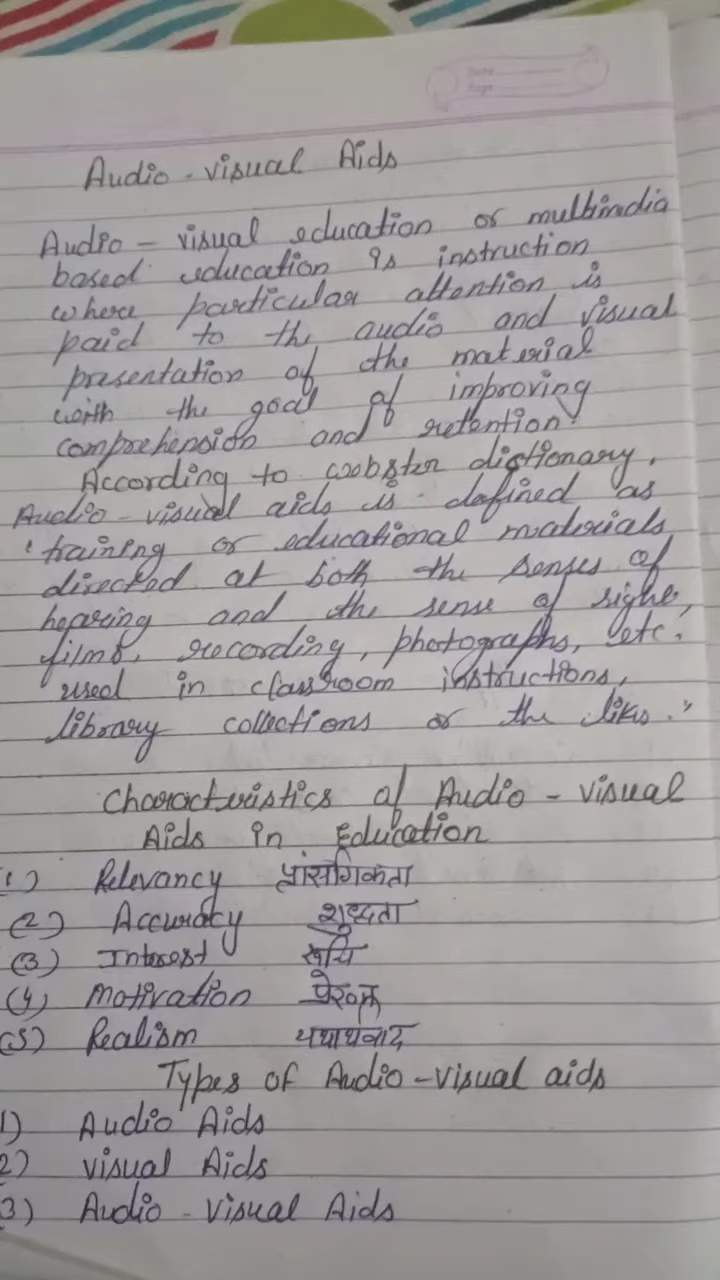 Date
Page
Audio - visual Aids
Audio - visual education or multimdia
based education is instruction
where particular attention is
paid to the audio and visual
presentation of the material
with the goal of improving
comprehension and retention.
According to webster dictionary,
Audio - visual aids is defined as
'training or educational materials
directed at both the senses of
hearing and the sense of sight,
films, recording, photographs, etc.
used in classroom instructions,
library collections or the likes."
Characteristics of Audio - visual
Aids in Education
(1) Relevancy प्रांसगिकता
(2) Accuracy शुद्धता
(3) Interest रूचि
(4) Motivation
(5) Realism यथार्थवाद
Types of Audio - visual aids
1) Audio Aids
2) visual Aids
3) Audio - visual Aids